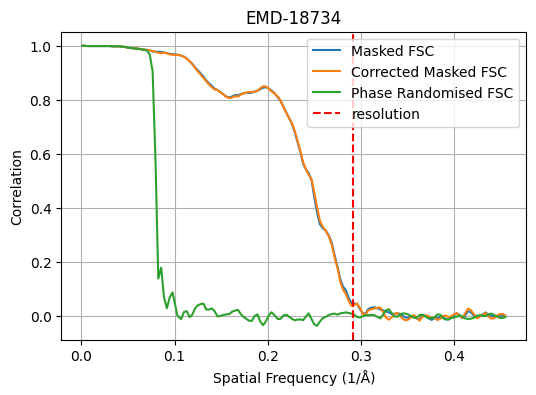 EMD-18734
Masked FSC
Corrected Masked FSC
Phase Randomised FSC
resolution
Correlation
1.0
0.8
0.6
0.4
0.2
0.0
0.0 0.1 0.2 0.3 0.4
Spatial Frequency (1/Å)